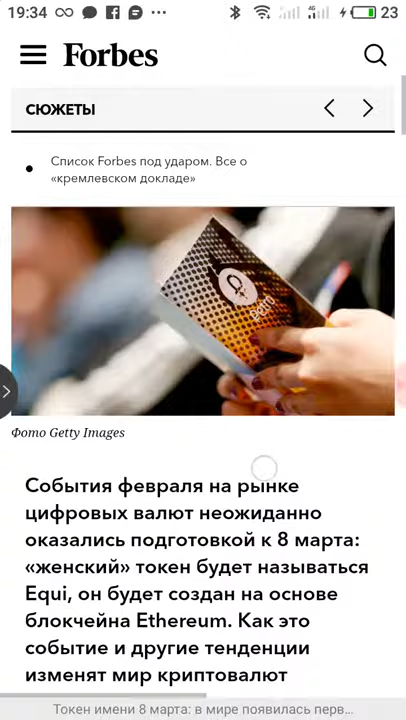 19:34
23
Forbes
СЮЖЕТЫ
Список Forbes под ударом. Все о
«кремлевском докладе»
petro
Фото Getty Images
События февраля на рынке
цифровых валют неожиданно
оказались подготовкой к 8 марта:
«женский» токен будет называться
Equi, он будет создан на основе
блокчейна Ethereum. Как это
событие и другие тенденции
изменят мир криптовалют
Токен имени 8 марта: в мире появилась перв...